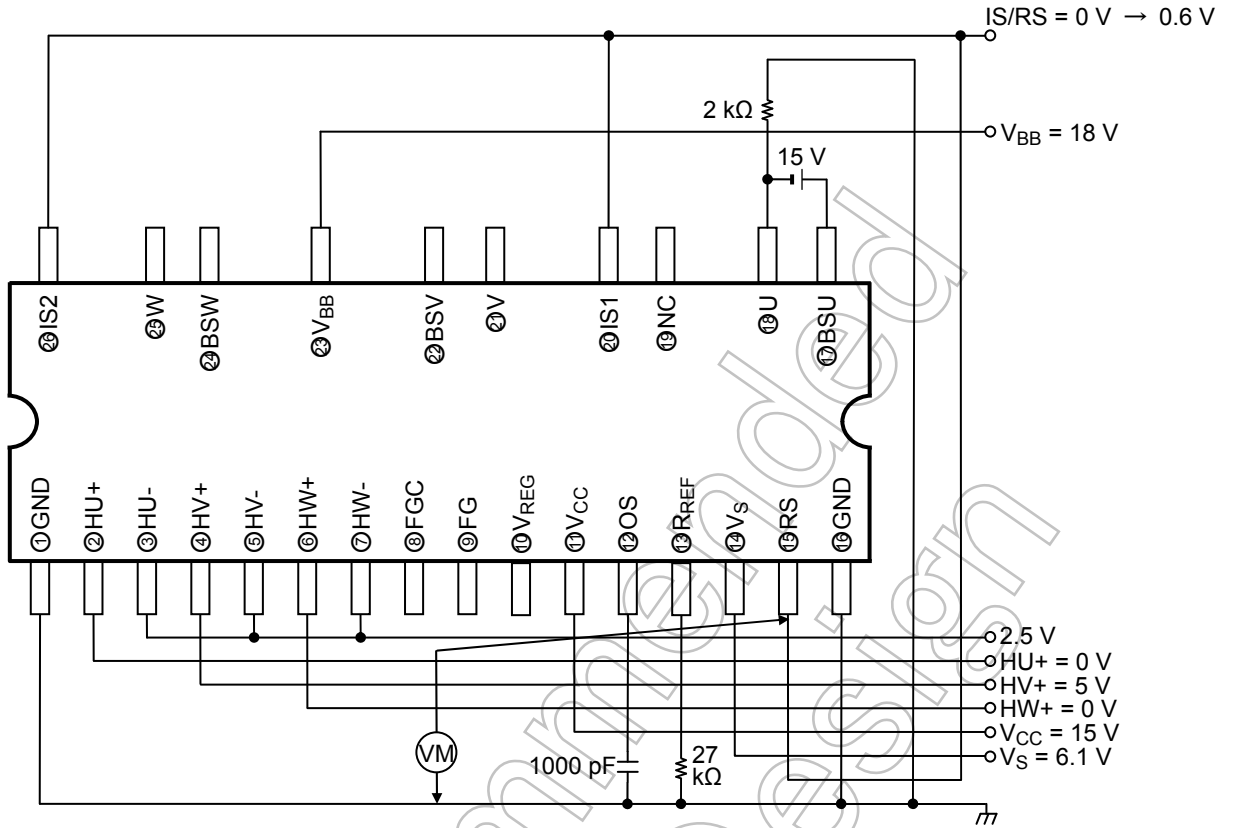 IS/RS = 0 V → 0.6 V
2 kΩ
V_BB = 18 V
15 V
㉖IS2
㉕W
㉔BSW
㉓V_BB
㉒BSV
㉑V
⑳IS1
⑲NC
⑱U
⑰BSU
①GND
②HU+
③HU-
④HV+
⑤HV-
⑥HW+
⑦HW-
⑧FGC
⑨FG
⑩V_REG
⑪V_CC
⑫OS
⑬R_REF
⑭V_S
⑮RS
⑯GND
2.5 V
HU+ = 0 V
HV+ = 5 V
HW+ = 0 V
V_CC = 15 V
V_S = 6.1 V
VM
1000 pF
27
kΩ
mmended
esign